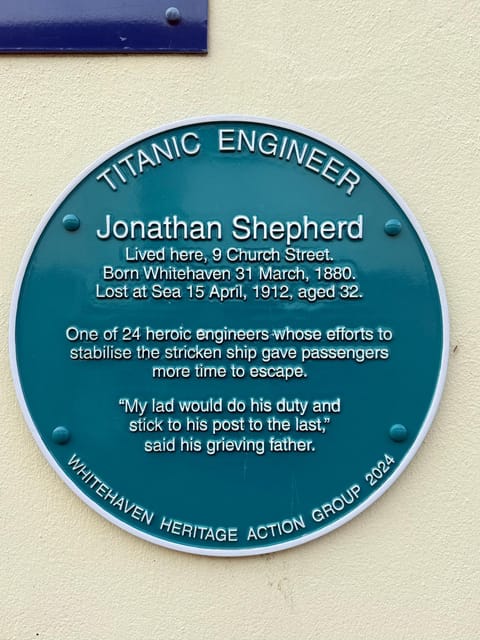 TITANIC ENGINEER
Jonathan Shepherd
Lived here, 9 Church Street.
Born Whitehaven 31 March, 1880.
Lost at Sea 15 April, 1912, aged 32.
One of 24 heroic engineers whose efforts to
stabilise the stricken ship gave passengers
more time to escape.
“My lad would do his duty and
stick to his post to the last,”
said his grieving father.
WHITEHAVEN HERITAGE ACTION GROUP 2024